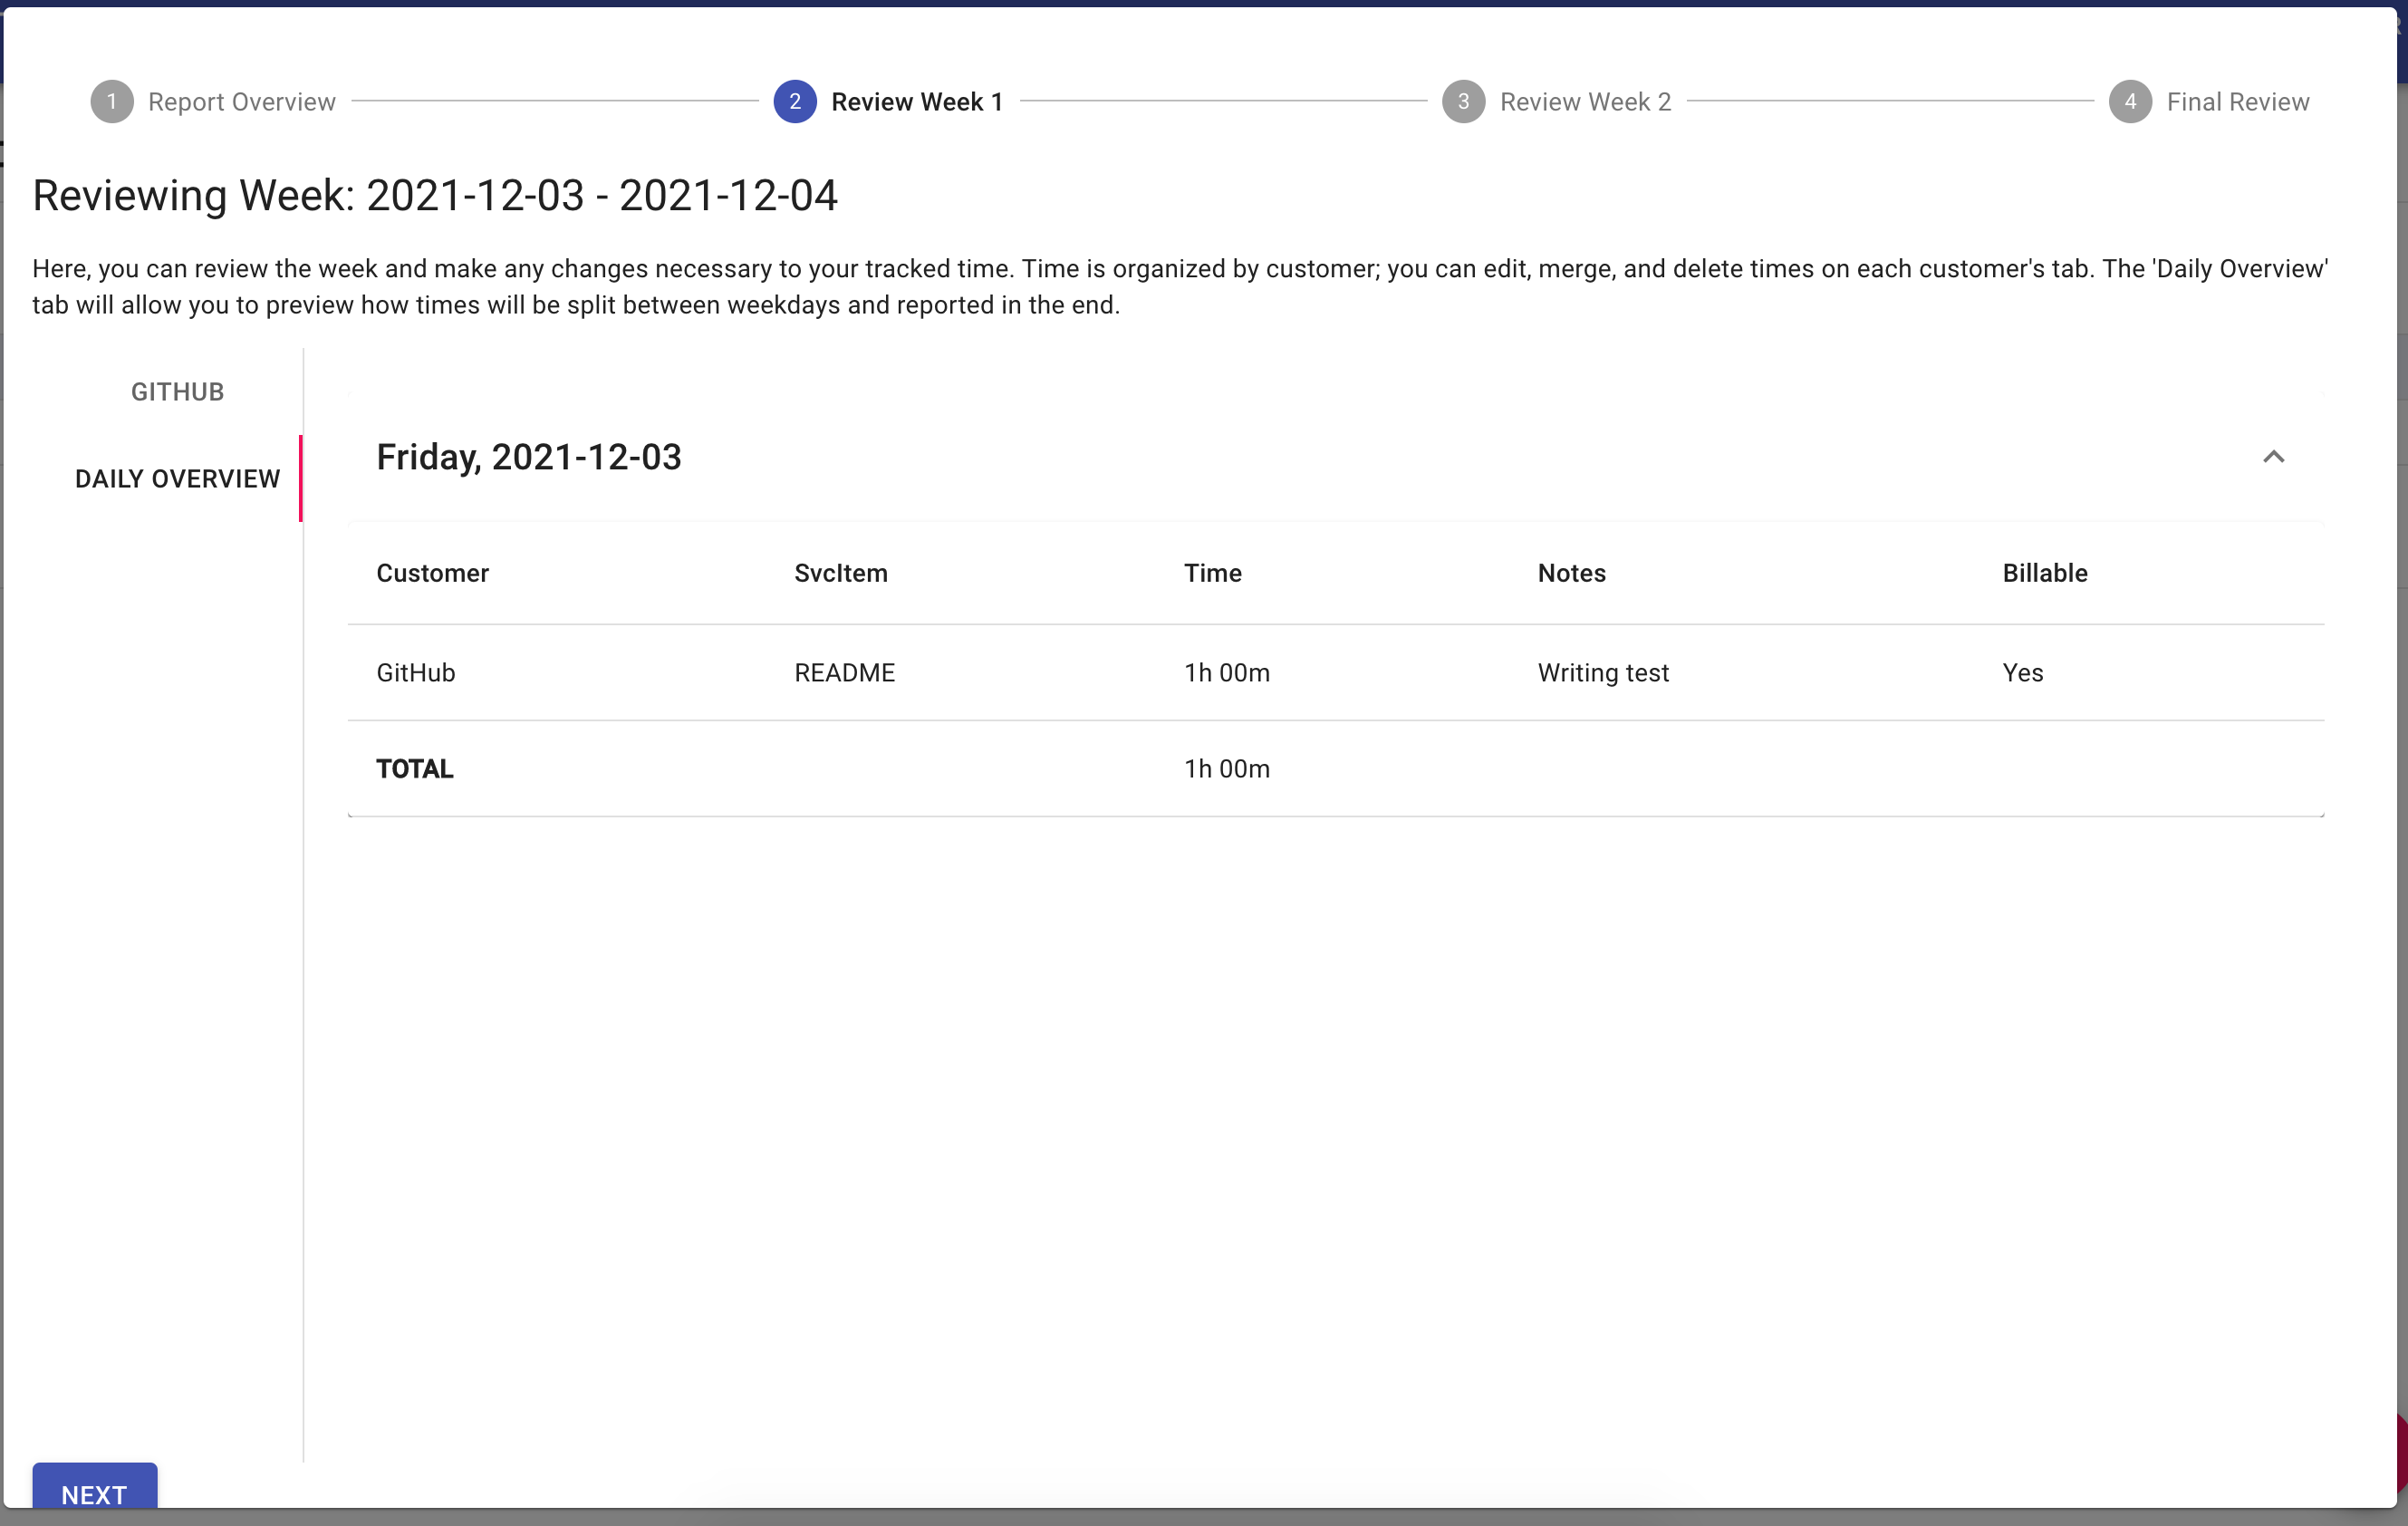 1 Report Overview 2 Review Week 1 3 Review Week 2 4 Final Review
Reviewing Week: 2021-12-03 - 2021-12-04
Here, you can review the week and make any changes necessary to your tracked time. Time is organized by customer; you can edit, merge, and delete times on each customer's tab. The 'Daily Overview'
tab will allow you to preview how times will be split between weekdays and reported in the end.
GITHUB
DAILY OVERVIEW
Friday, 2021-12-03
Customer SvcItem Time Notes Billable
GitHub README 1h 00m Writing test Yes
TOTAL 1h 00m
NEXT